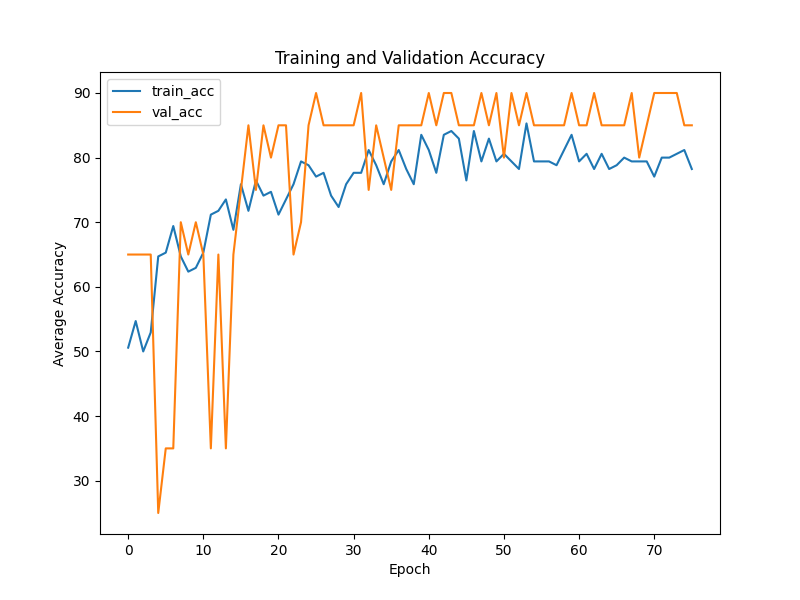 Training and Validation Accuracy
train_acc
val_acc
90
80
70
60
50
40
30
Average Accuracy
0 10 20 30 40 50 60 70
Epoch